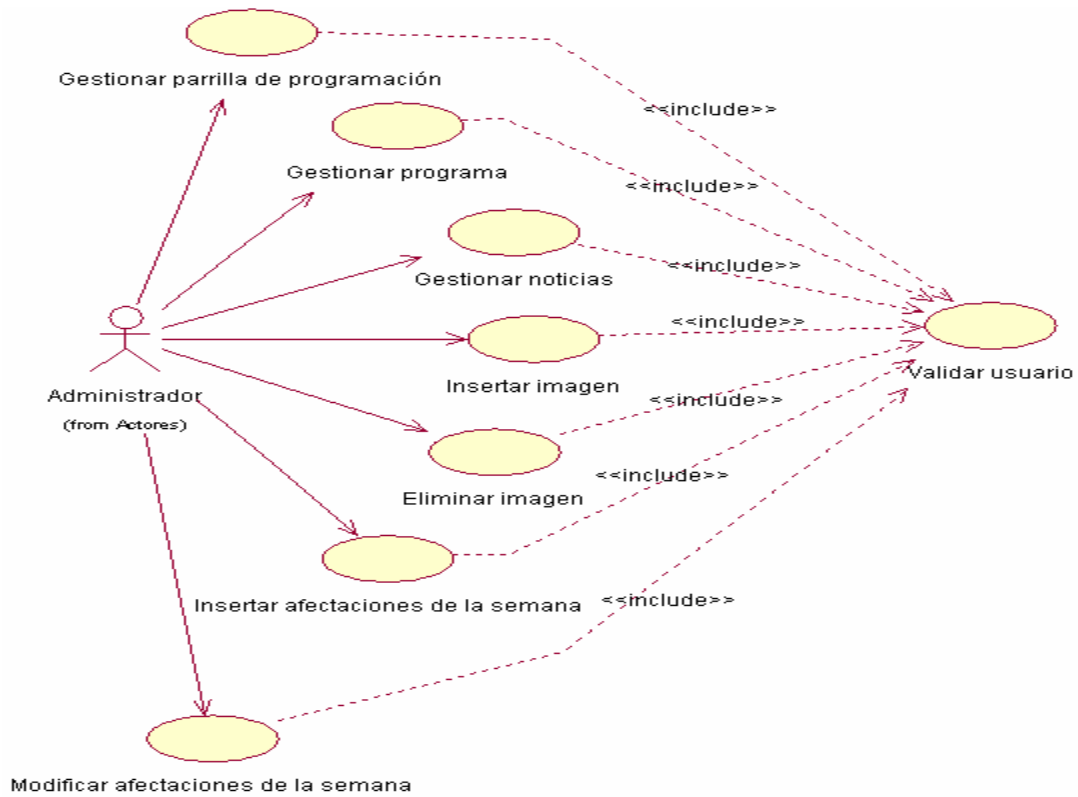 Gestionar parrilla de programación
<<include>>
Gestionar programa
<<include>>
Gestionar noticias
<<include>>
<<include>>
Validar usuario
Insertar imagen
Administrador
(from Actores)
<<include>>
Eliminar imagen
<<include>>
Insertar afectaciones de la semana
<<include>>
Modificar afectaciones de la semana